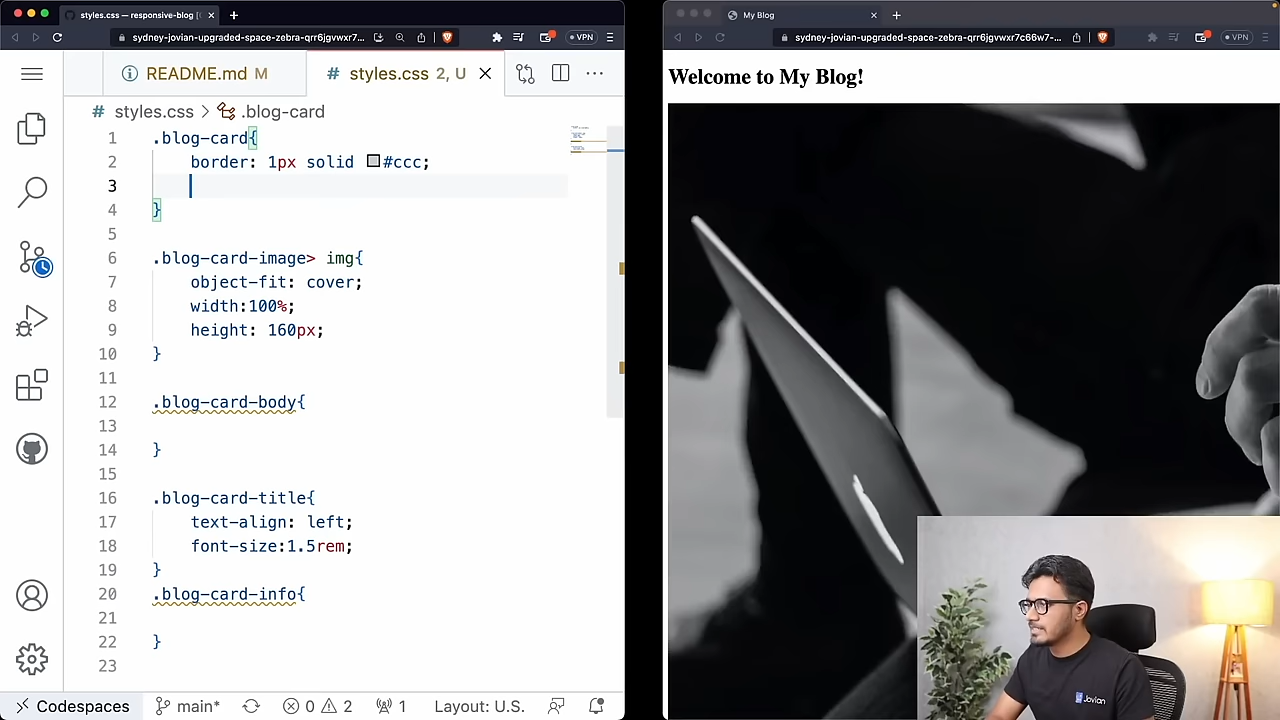 styles.css — responsive-blog [
sydney-jovian-upgraded-space-zebra-qrr6jgvwxr7...
VPN
README.md M
# styles.css 2, U
# styles.css > .blog-card
1 .blog-card{
2 border: 1px solid #ccc;
3
4 }
5
6 .blog-card-image> img{
7 object-fit: cover;
8 width:100%;
9 height: 160px;
10 }
11
12 .blog-card-body{
13
14 }
15
16 .blog-card-title{
17 text-align: left;
18 font-size:1.5rem;
19 }
20 .blog-card-info{
21
22 }
23
Codespaces main* 0 2 1 Layout: U.S.
My Blog
sydney-jovian-upgraded-space-zebra-qrr6jgvwxr7c66w7-...
VPN
Welcome to My Blog!
Jovian